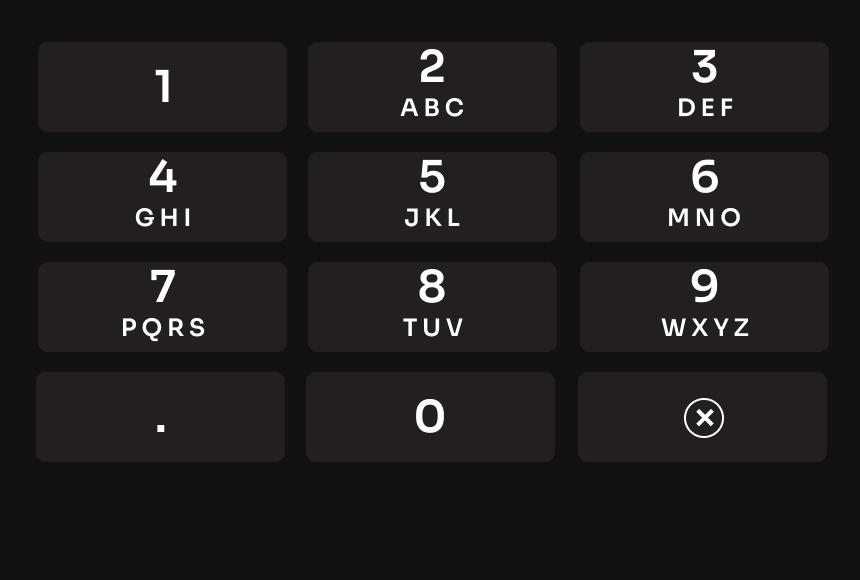 1 2 3
ABC DEF
4 5 6
GHI JKL MNO
7 8 9
PQRS TUV WXYZ
. 0